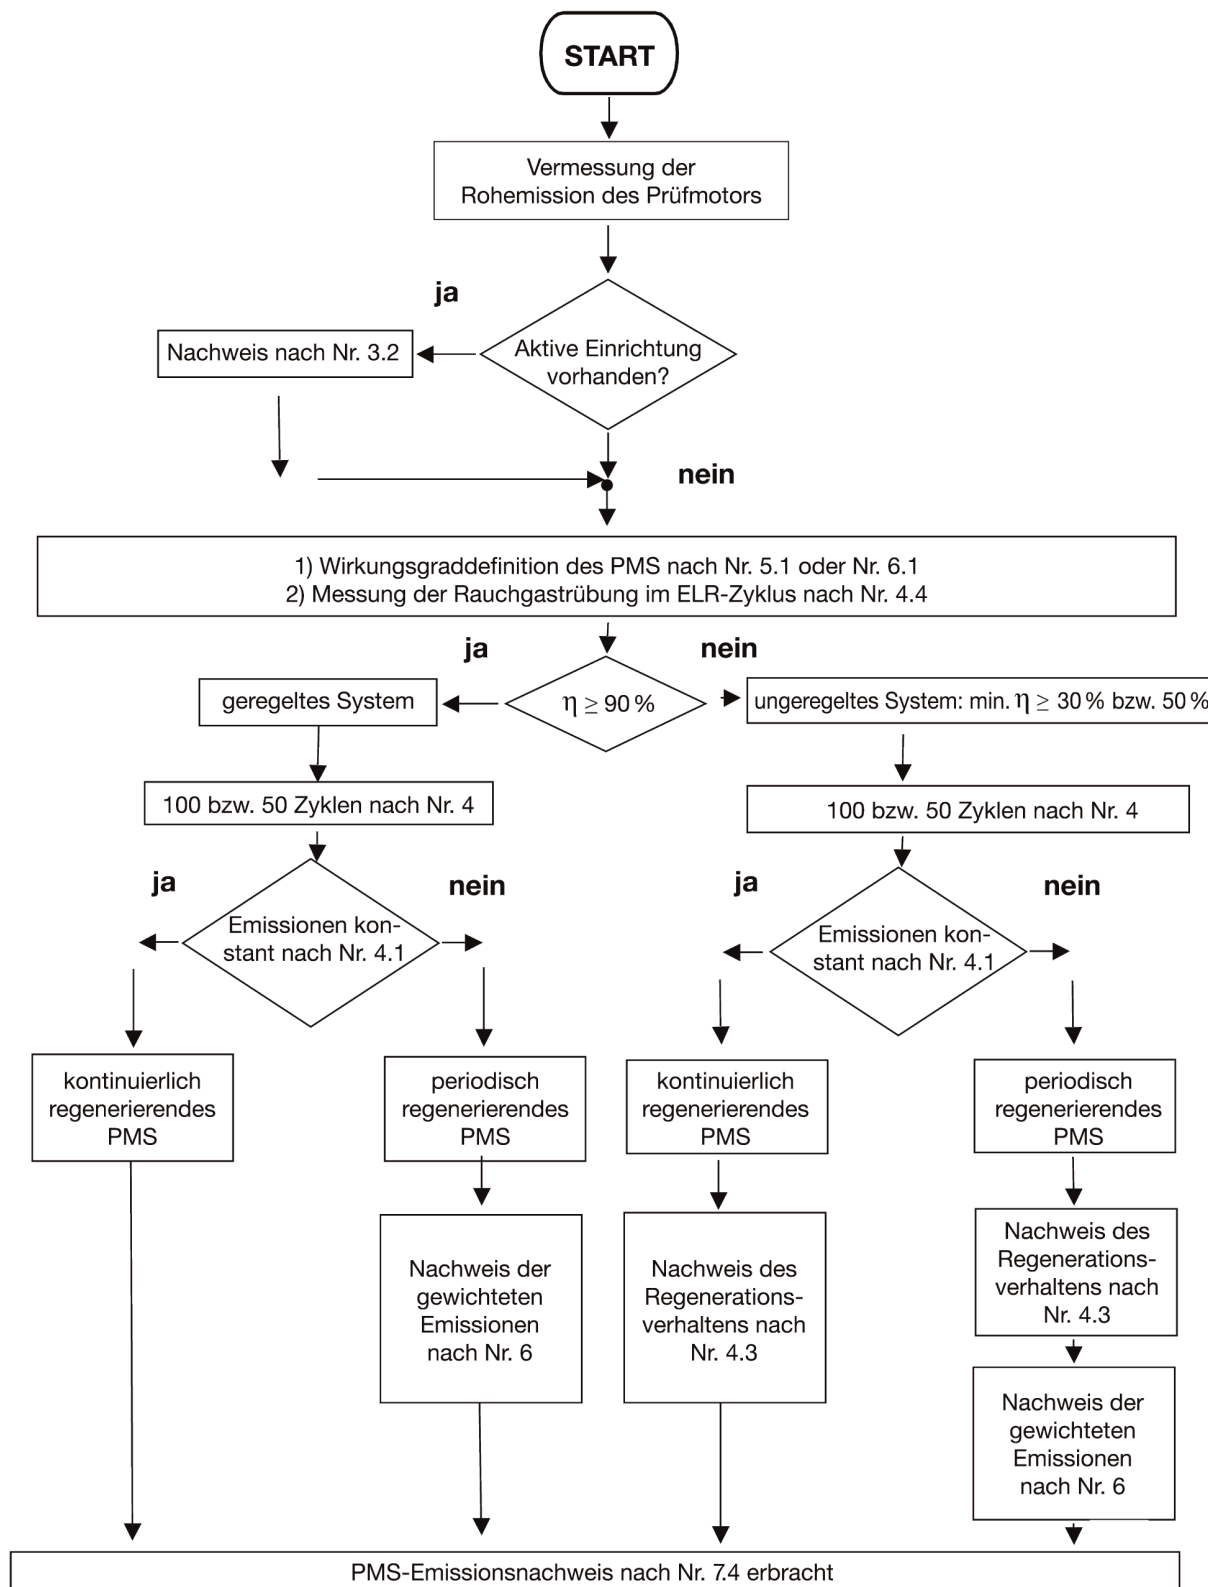 START
Vermessung der
Rohemission des Prüfmotors
ja
Aktive Einrichtung
vorhanden?
Nachweis nach Nr. 3.2
nein
1) Wirkungsgraddefinition des PMS nach Nr. 5.1 oder Nr. 6.1
2) Messung der Rauchgastrübung im ELR-Zyklus nach Nr. 4.4
ja
nein
η ≥ 90 %
geregeltes System
ungeregeltes System: min. η ≥ 30 % bzw. 50 %
100 bzw. 50 Zyklen nach Nr. 4
100 bzw. 50 Zyklen nach Nr. 4
ja
nein
Emissionen kon-
stant nach Nr. 4.1
ja
nein
Emissionen kon-
stant nach Nr. 4.1
kontinuierlich
regenerierendes
PMS
periodisch
regenerierendes
PMS
kontinuierlich
regenerierendes
PMS
periodisch
regenerierendes
PMS
Nachweis der
gewichteten
Emissionen
nach Nr. 6
Nachweis des
Regenerations-
verhaltens nach
Nr. 4.3
Nachweis des
Regenerations-
verhaltens nach
Nr. 4.3
Nachweis der
gewichteten
Emissionen
nach Nr. 6
PMS-Emissionsnachweis nach Nr. 7.4 erbracht